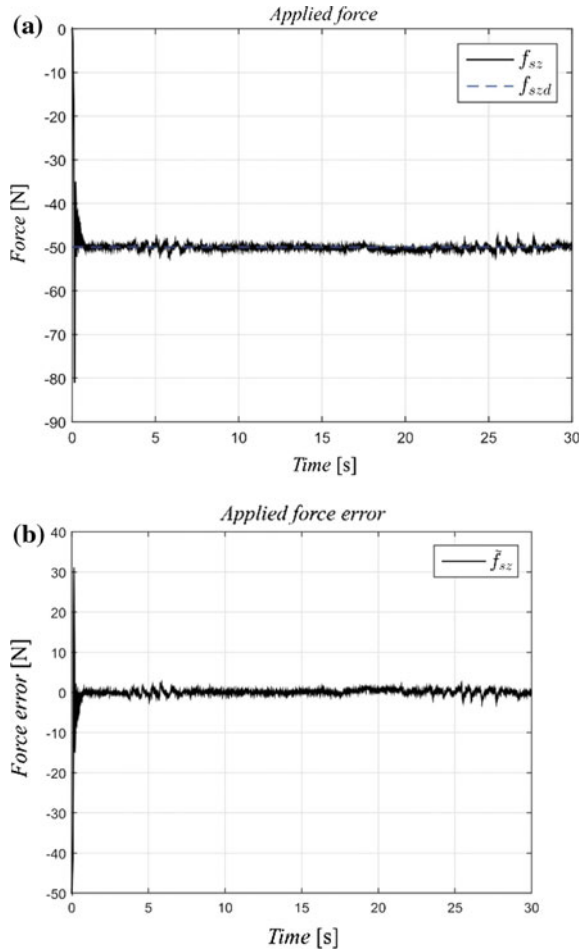 (a)
Applied force
f_sz
f_szd
Force [N]
0
-10
-20
-30
-40
-50
-60
-70
-80
-90
0 5 10 15 20 25 30
Time [s]
(b)
Applied force error
f̃_sz
Force error [N]
40
30
20
10
0
-10
-20
-30
-40
-50
0 5 10 15 20 25 30
Time [s]